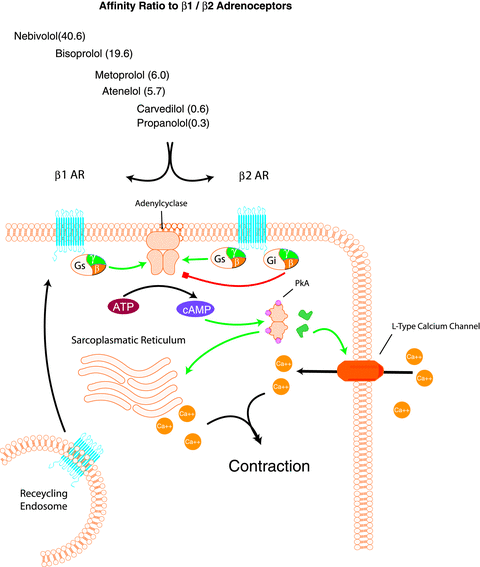 Affinity Ratio to β1 / β2 Adrenoceptors
Nebivolol(40.6)
Bisoprolol (19.6)
Metoprolol (6.0)
Atenelol (5.7)
Carvedilol (0.6)
Propanolol(0.3)
β1 AR
β2 AR
Adenylcyclase
Gs
γ
β
Gs
γ
β
Gi
γ
β
ATP
cAMP
PkA
Sarcoplasmatic Reticulum
L-Type Calcium Channel
Ca++
Ca++
Ca++
Ca++
Ca++
Ca++
Ca++
Ca++
Contraction
Receycling
Endosome